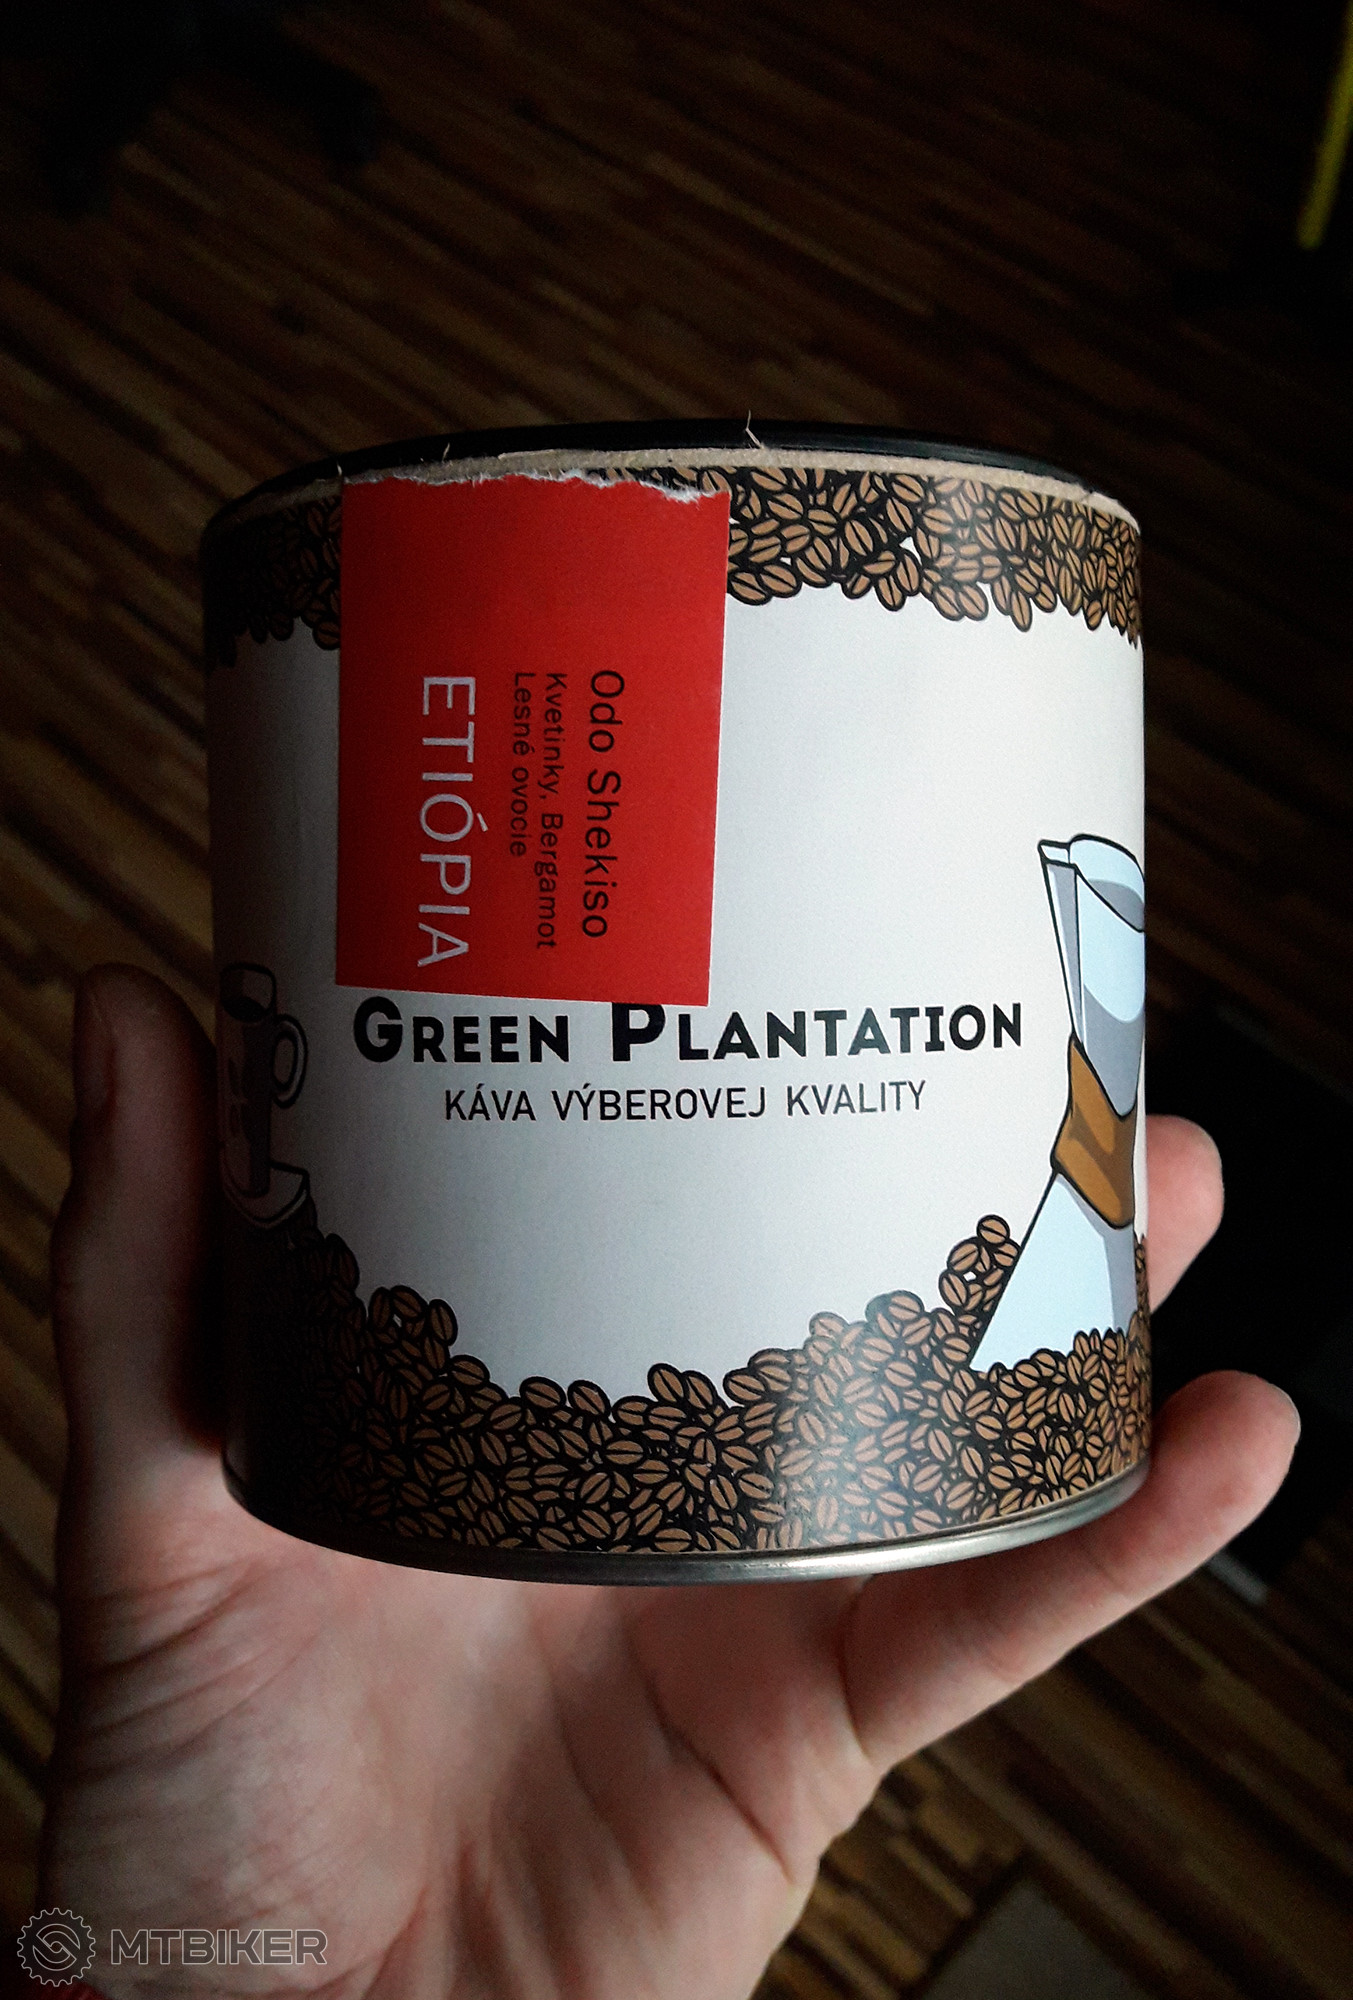 ETIÓPIA
Odo Shekiso
Kvetinky, Bergamot
Lesné ovocie
GREEN PLANTATION
KÁVA VÝBEROVEJ KVALITY
MTBIKER